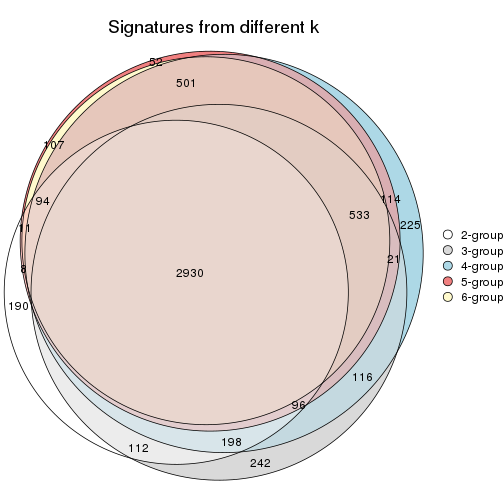 Signatures from different k
52
501
107
94
114
533
225
11
21
8
2930
190
116
96
198
112
242
2-group
3-group
4-group
5-group
6-group